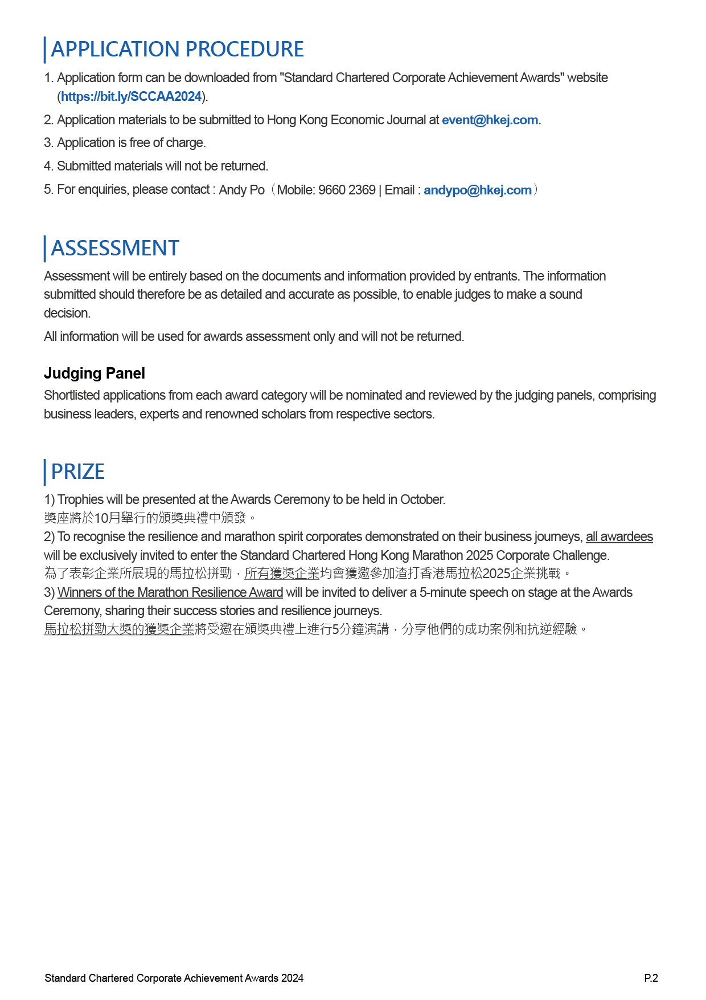 APPLICATION PROCEDURE
1. Application form can be downloaded from "Standard Chartered Corporate Achievement Awards" website
(https://bit.ly/SCCAA2024).
2. Application materials to be submitted to Hong Kong Economic Journal at event@hkej.com.
3. Application is free of charge.
4. Submitted materials will not be returned.
5. For enquiries, please contact : Andy Po（Mobile: 9660 2369 | Email : andypo@hkej.com）
ASSESSMENT
Assessment will be entirely based on the documents and information provided by entrants. The information
submitted should therefore be as detailed and accurate as possible, to enable judges to make a sound
decision.
All information will be used for awards assessment only and will not be returned.
Judging Panel
Shortlisted applications from each award category will be nominated and reviewed by the judging panels, comprising
business leaders, experts and renowned scholars from respective sectors.
PRIZE
1) Trophies will be presented at the Awards Ceremony to be held in October.
獎座將於10月舉行的頒獎典禮中頒發。
2) To recognise the resilience and marathon spirit corporates demonstrated on their business journeys, all awardees
will be exclusively invited to enter the Standard Chartered Hong Kong Marathon 2025 Corporate Challenge.
為了表彰企業所展現的馬拉松拼勁，所有獲獎企業均會獲邀參加渣打香港馬拉松2025企業挑戰。
3) Winners of the Marathon Resilience Award will be invited to deliver a 5-minute speech on stage at the Awards
Ceremony, sharing their success stories and resilience journeys.
馬拉松拼勁大獎的獲獎企業將受邀在頒獎典禮上進行5分鐘演講，分享他們的成功案例和抗逆經驗。
Standard Chartered Corporate Achievement Awards 2024
P.2